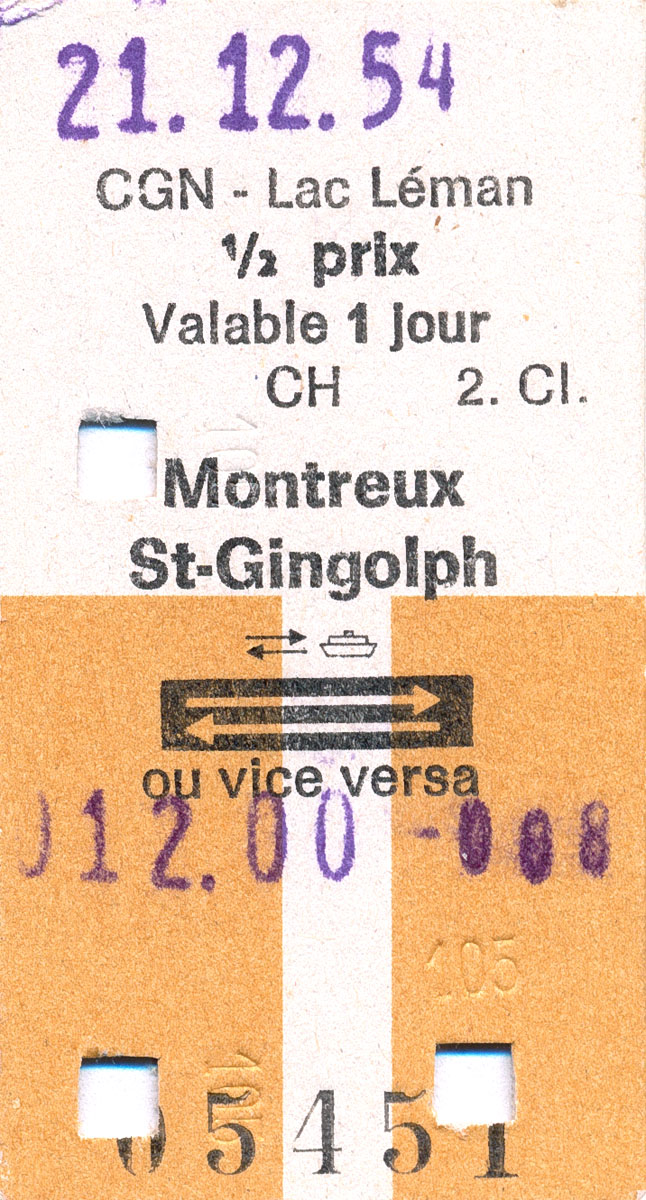 21.12.54
CGN - Lac Léman
½ prix
Valable 1 jour
CH 2. Cl.
Montreux
St-Gingolph
ou vice versa
12.00 -008
105
05451